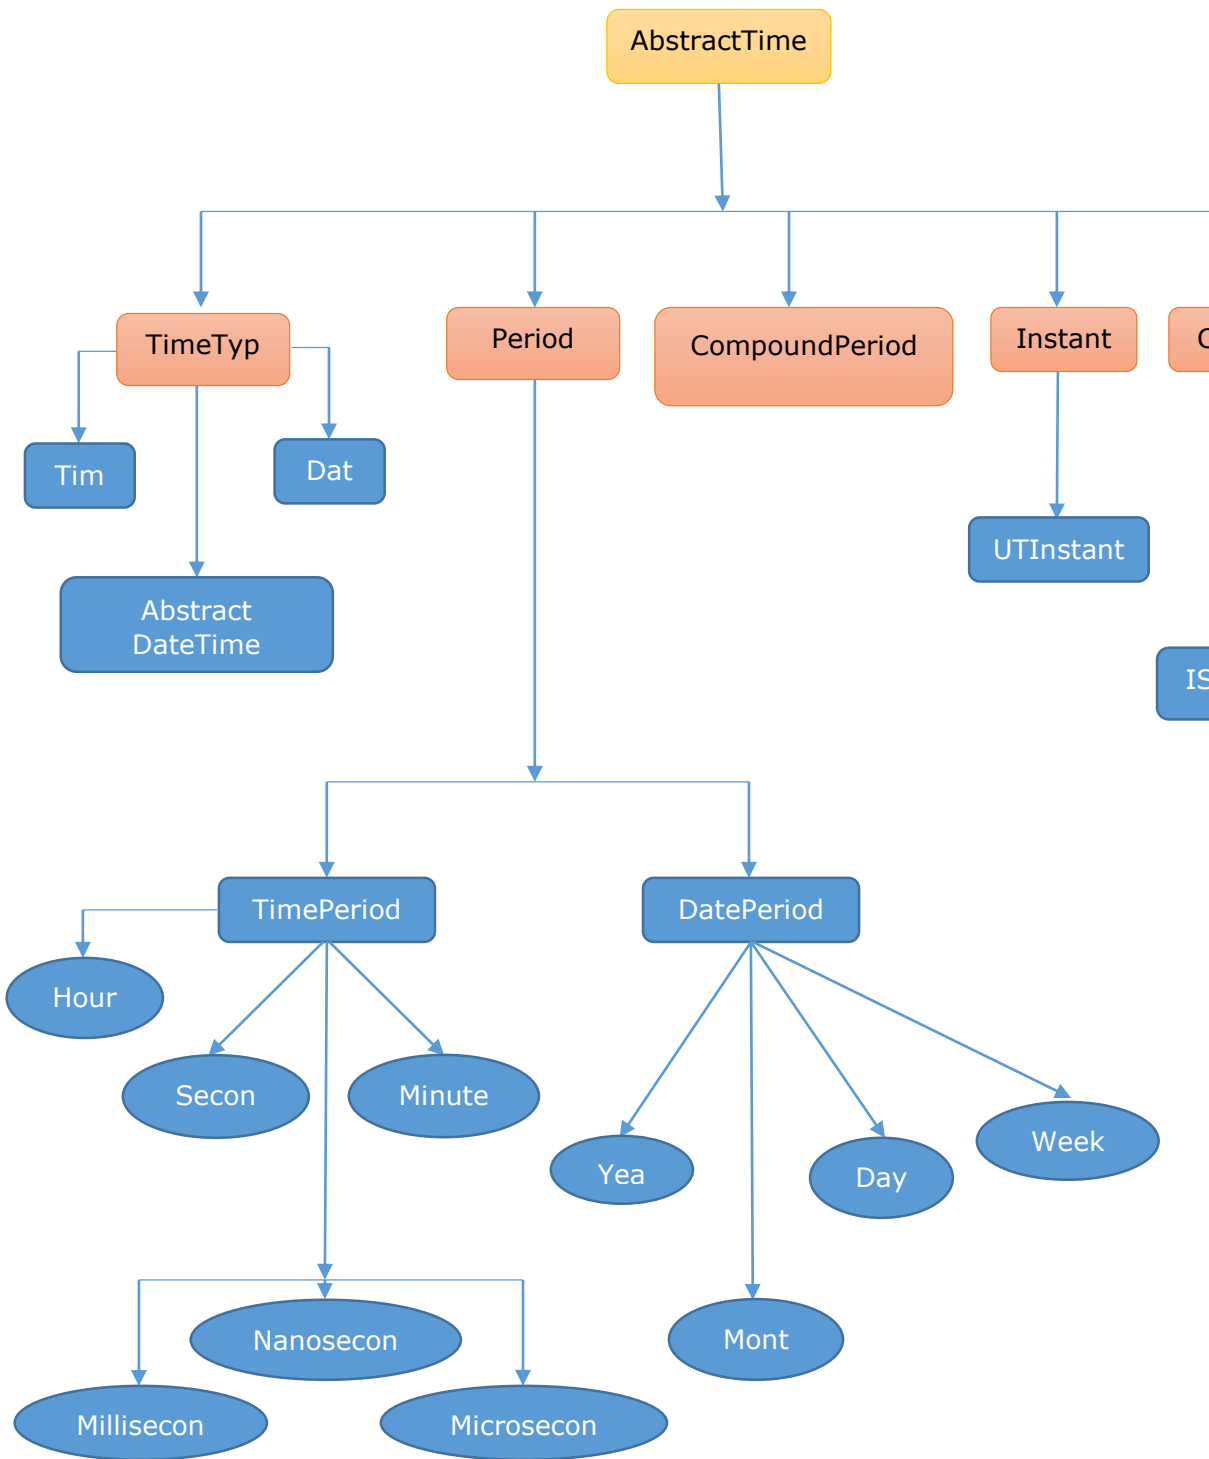 AbstractTime
TimeTyp
Period
CompoundPeriod
Instant
C
Tim
Dat
UTInstant
Abstract
DateTime
IS
TimePeriod
DatePeriod
Hour
Secon
Minute
Yea
Day
Week
Nanosecon
Mont
Millisecon
Microsecon